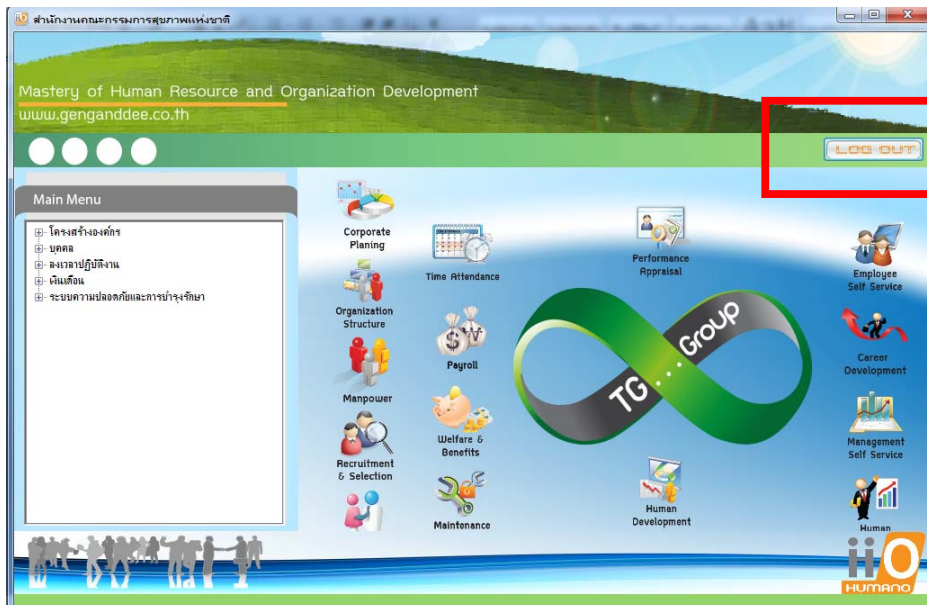 สำนักงานคณะกรรมการสุขภาพแห่งชาติ
Mastery of Human Resource and Organization Development
www.genganddee.co.th
LOG OUT
Main Menu
โครงสร้างองค์กร
บุคคล
ลงเวลาปฏิบัติงาน
เงินเดือน
ระบบความปลอดภัยและการบำรุงรักษา
Corporate
Planing
Time Attendance
Performance
Appraisal
Employee
Self Service
Organization
Structure
Payroll
TG...Group
Career
Development
Manpower
Welfare &
Benefits
Management
Self Service
Recruitment
& Selection
Maintenance
Human
Development
Human
iiO
HUMANO